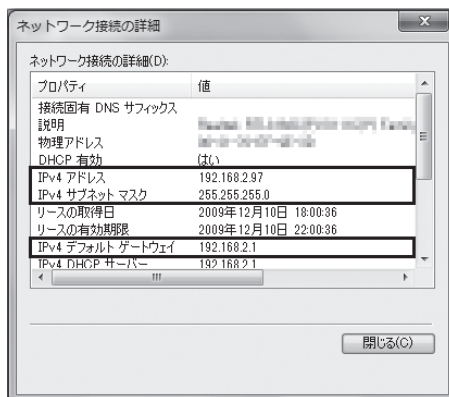 ネットワーク接続の詳細
ネットワーク接続の詳細(D):
プロパティ 値
接続固有 DNS サフィックス
説明
物理アドレス
DHCP 有効 はい
IPv4 アドレス 192.168.2.97
IPv4 サブネット マスク 255.255.255.0
リースの取得日 2009年12月10日 18:00:36
リースの有効期限 2009年12月10日 22:00:36
IPv4 デフォルト ゲートウェイ 192.168.2.1
IPv4 DHCP サーバー 192.168.2.1
閉じる(C)